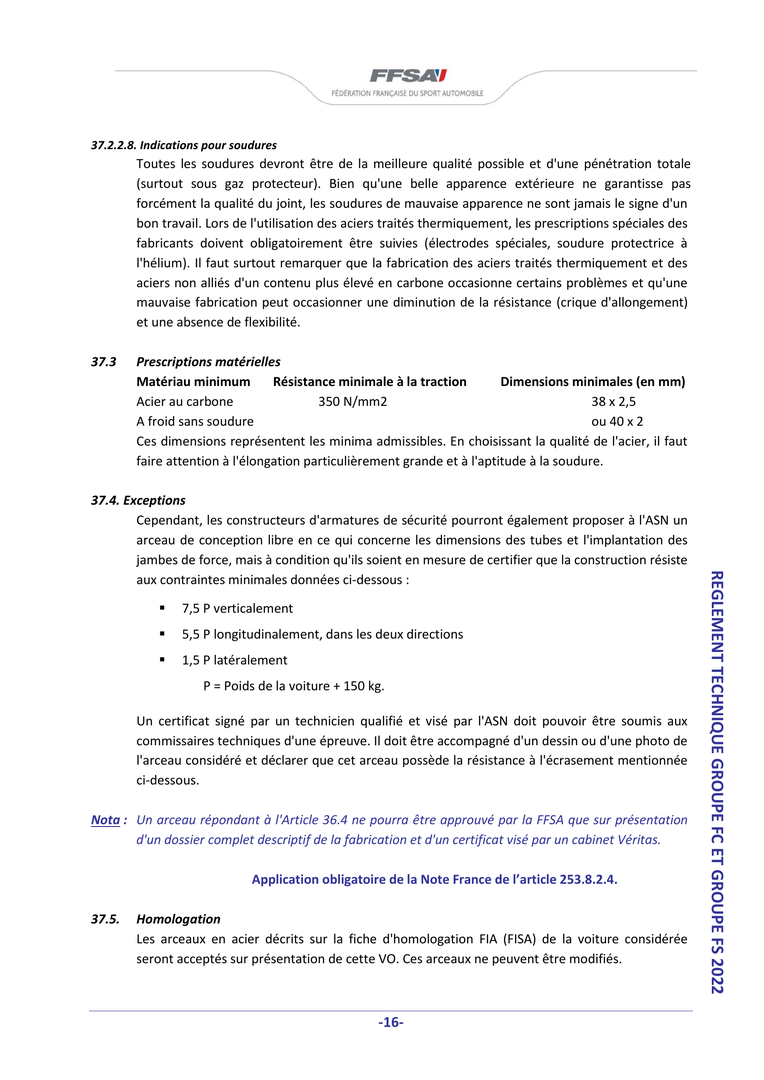 FFSA
FÉDÉRATION FRANÇAISE DU SPORT AUTOMOBILE
37.2.2.8. Indications pour soudures
Toutes les soudures devront être de la meilleure qualité possible et d'une pénétration totale
(surtout sous gaz protecteur). Bien qu'une belle apparence extérieure ne garantisse pas
forcément la qualité du joint, les soudures de mauvaise apparence ne sont jamais le signe d'un
bon travail. Lors de l'utilisation des aciers traités thermiquement, les prescriptions spéciales des
fabricants doivent obligatoirement être suivies (électrodes spéciales, soudure protectrice à
l'hélium). Il faut surtout remarquer que la fabrication des aciers traités thermiquement et des
aciers non alliés d'un contenu plus élevé en carbone occasionne certains problèmes et qu'une
mauvaise fabrication peut occasionner une diminution de la résistance (crique d'allongement)
et une absence de flexibilité.
37.3 Prescriptions matérielles
Matériau minimum Résistance minimale à la traction Dimensions minimales (en mm)
Acier au carbone 350 N/mm2 38 x 2,5
A froid sans soudure ou 40 x 2
Ces dimensions représentent les minima admissibles. En choisissant la qualité de l'acier, il faut
faire attention à l'élongation particulièrement grande et à l'aptitude à la soudure.
37.4. Exceptions
Cependant, les constructeurs d'armatures de sécurité pourront également proposer à l'ASN un
arceau de conception libre en ce qui concerne les dimensions des tubes et l'implantation des
jambes de force, mais à condition qu'ils soient en mesure de certifier que la construction résiste
aux contraintes minimales données ci-dessous :
▪ 7,5 P verticalement
▪ 5,5 P longitudinalement, dans les deux directions
▪ 1,5 P latéralement
P = Poids de la voiture + 150 kg.
Un certificat signé par un technicien qualifié et visé par l'ASN doit pouvoir être soumis aux
commissaires techniques d'une épreuve. Il doit être accompagné d'un dessin ou d'une photo de
l'arceau considéré et déclarer que cet arceau possède la résistance à l'écrasement mentionnée
ci-dessous.
Nota : Un arceau répondant à l'Article 36.4 ne pourra être approuvé par la FFSA que sur présentation
d'un dossier complet descriptif de la fabrication et d'un certificat visé par un cabinet Véritas.
Application obligatoire de la Note France de l’article 253.8.2.4.
37.5. Homologation
Les arceaux en acier décrits sur la fiche d'homologation FIA (FISA) de la voiture considérée
seront acceptés sur présentation de cette VO. Ces arceaux ne peuvent être modifiés.
REGLEMENT TECHNIQUE GROUPE FC ET GROUPE FS 2022
-16-